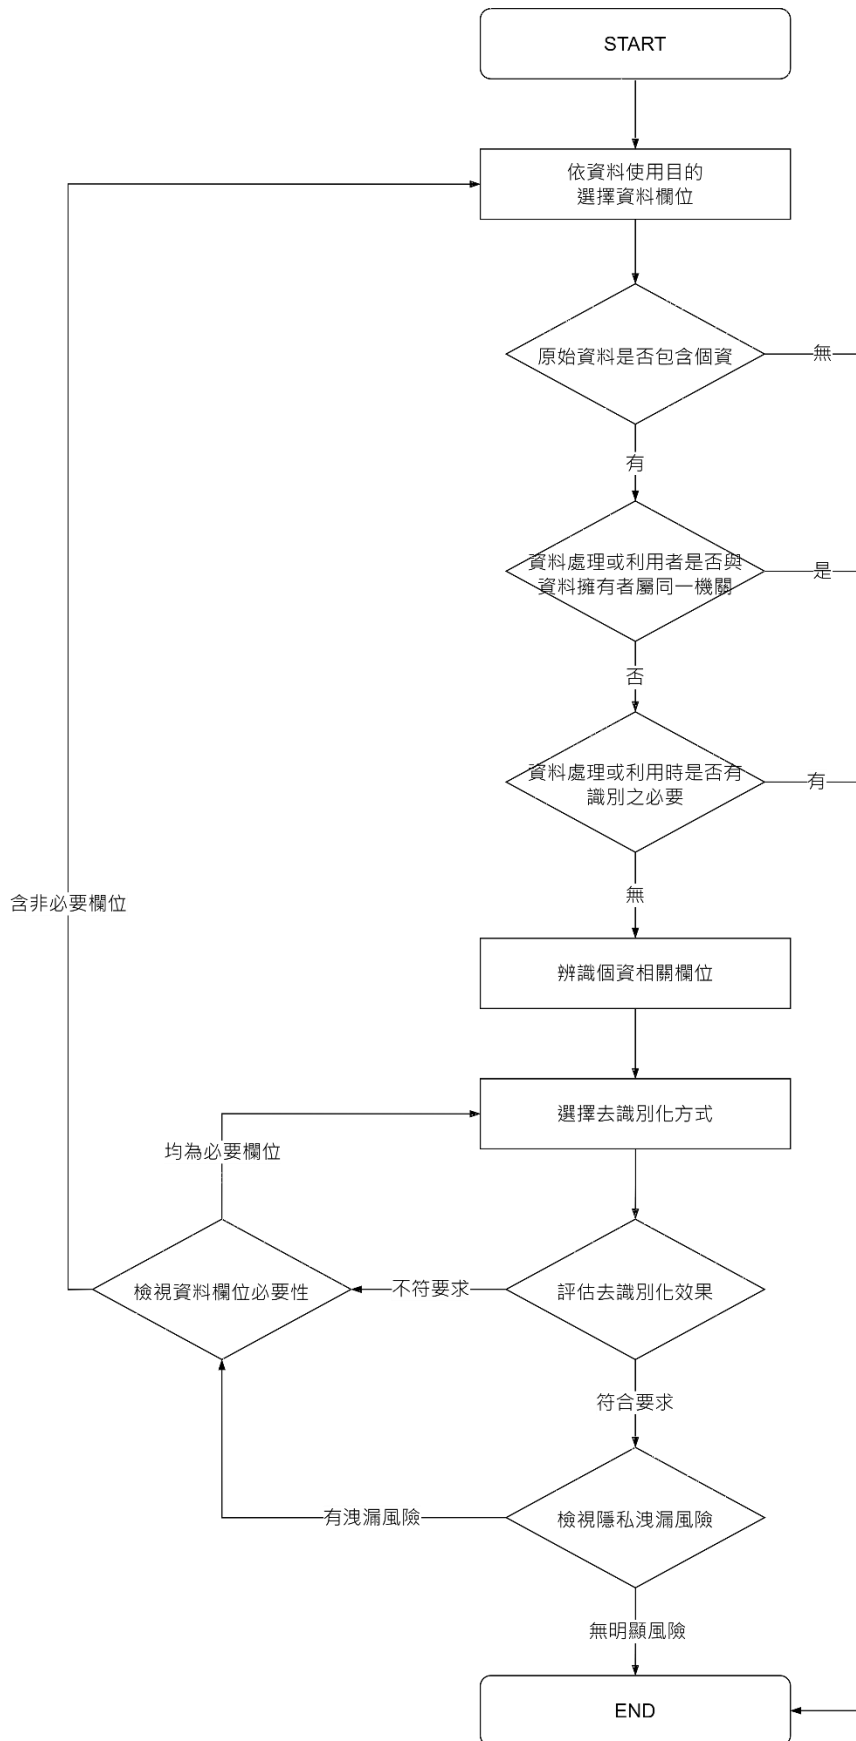 START
依資料使用目的
選擇資料欄位
原始資料是否包含個資
無
有
資料處理或利用者是否與
資料擁有者屬同一機關
是
否
資料處理或利用時是否有
識別之必要
有
無
含非必要欄位
辨識個資相關欄位
選擇去識別化方式
均為必要欄位
檢視資料欄位必要性
不符要求
評估去識別化效果
符合要求
有洩漏風險
檢視隱私洩漏風險
無明顯風險
END